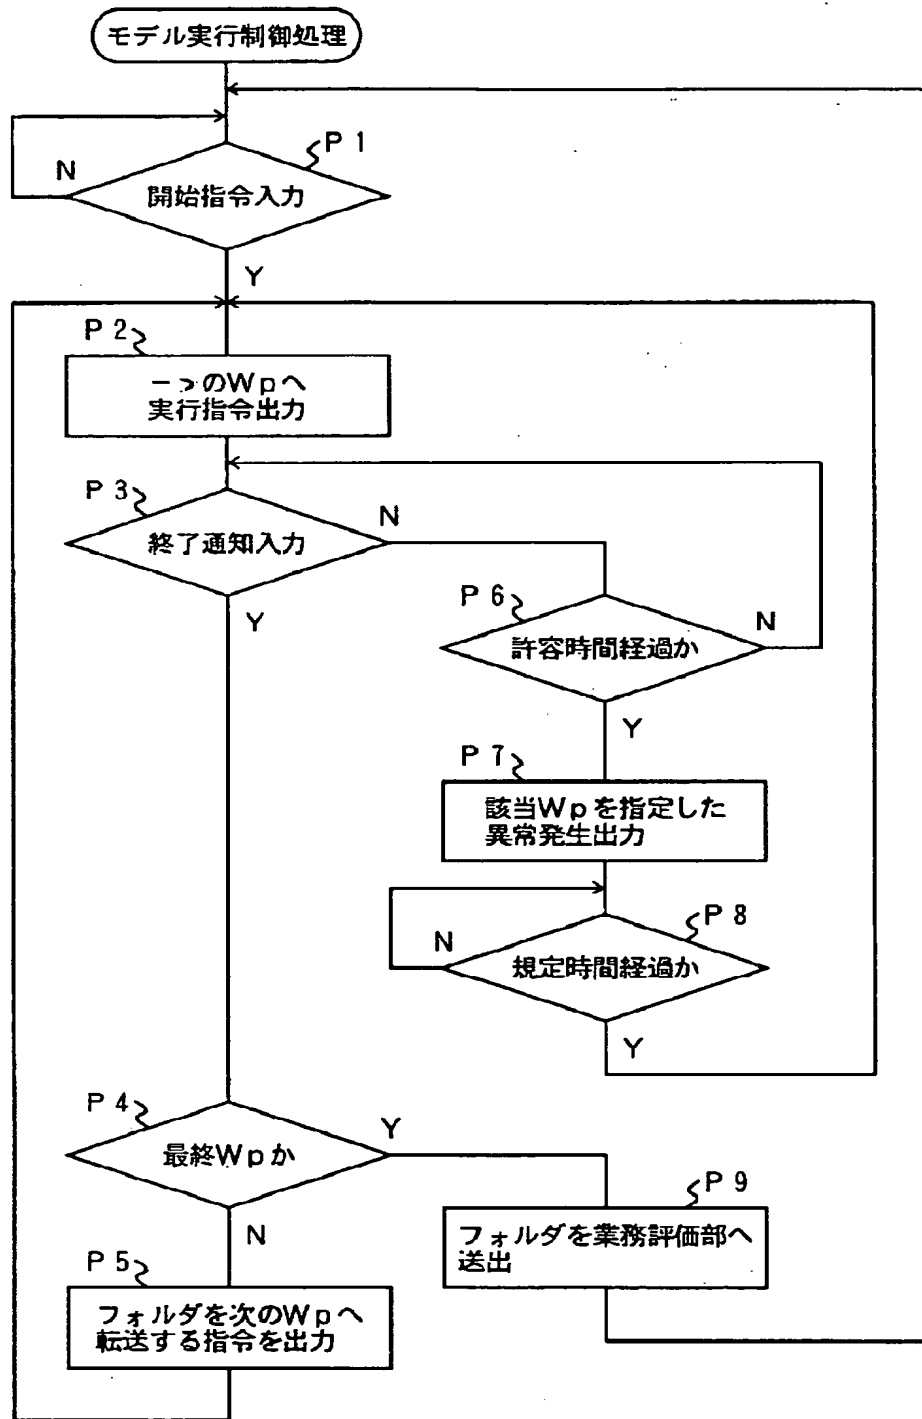 モデル実行制御処理
P1
N
開始指令入力
Y
P2
一つのWpへ
実行指令出力
P3
N
終了通知入力
Y
P6
N
許容時間経過か
Y
P7
該当Wpを指定した
異常発生出力
P8
N
規定時間経過か
Y
P4
Y
最終Wpか
N
P9
フォルダを業務評価部へ
送出
P5
フォルダを次のWpへ
転送する指令を出力